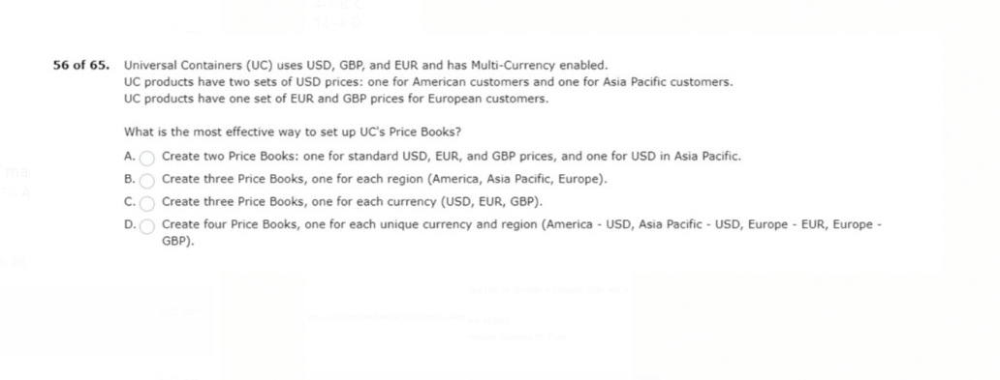 56 of 65. Universal Containers (UC) uses USD, GBP, and EUR and has Multi-Currency enabled.
UC products have two sets of USD prices: one for American customers and one for Asia Pacific customers.
UC products have one set of EUR and GBP prices for European customers.
What is the most effective way to set up UC's Price Books?
A. Create two Price Books: one for standard USD, EUR, and GBP prices, and one for USD in Asia Pacific.
B. Create three Price Books, one for each region (America, Asia Pacific, Europe).
C. Create three Price Books, one for each currency (USD, EUR, GBP).
D. Create four Price Books, one for each unique currency and region (America - USD, Asia Pacific - USD, Europe - EUR, Europe -
GBP).